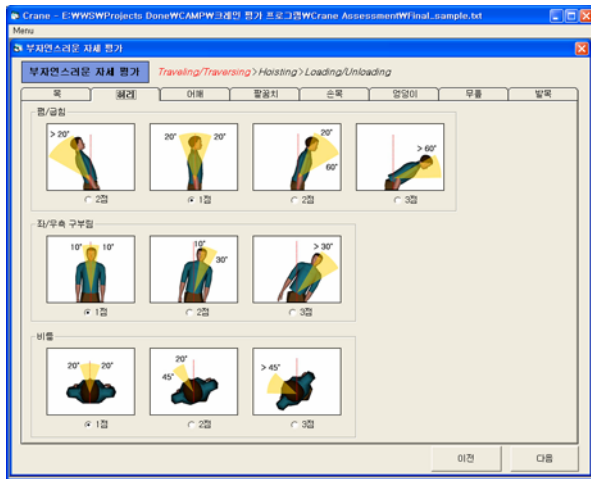 Crane - E:\WS\Projects Done\CAMP\크레인 평가 프로그램\Crane Assessment\Final_sample.txt
Menu
부자연스러운 자세 평가
부자연스러운 자세 평가 Traveling/Traversing > Hoisting > Loading/Unloading
목 허리 어깨 팔꿈치 손목 엉덩이 무릎 발목
폄/굽힘
> 20° 20° 20° 20° 60° > 60°
2점 1점 2점 3점
좌/우측 구부림
10° 10° 10° 30° > 30°
1점 2점 3점
비틂
20° 20° 20° 45° > 45°
1점 2점 3점
이전 다음